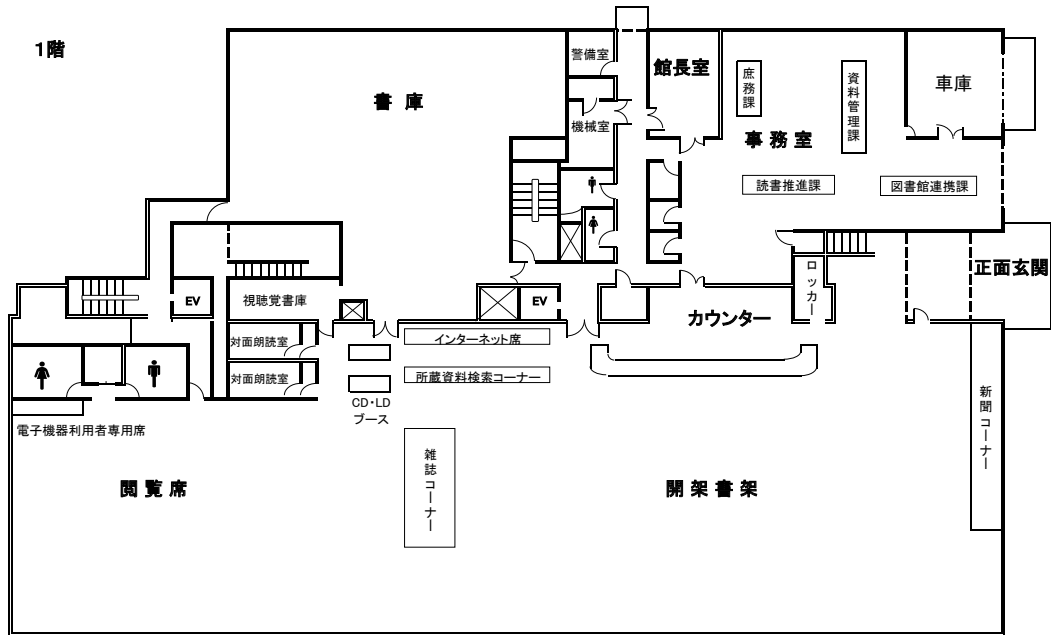 1階
警備室
館長室
庶務課
資料管理課
車庫
書庫
機械室
事務室
読書推進課
図書館連携課
正面玄関
ロッカー
EV
視聴覚書庫
EV
カウンター
対面朗読室
インターネット席
対面朗読室
所蔵資料検索コーナー
CD・LD
ブース
新聞コーナー
電子機器利用者専用席
雑誌コーナー
閲覧席
開架書架